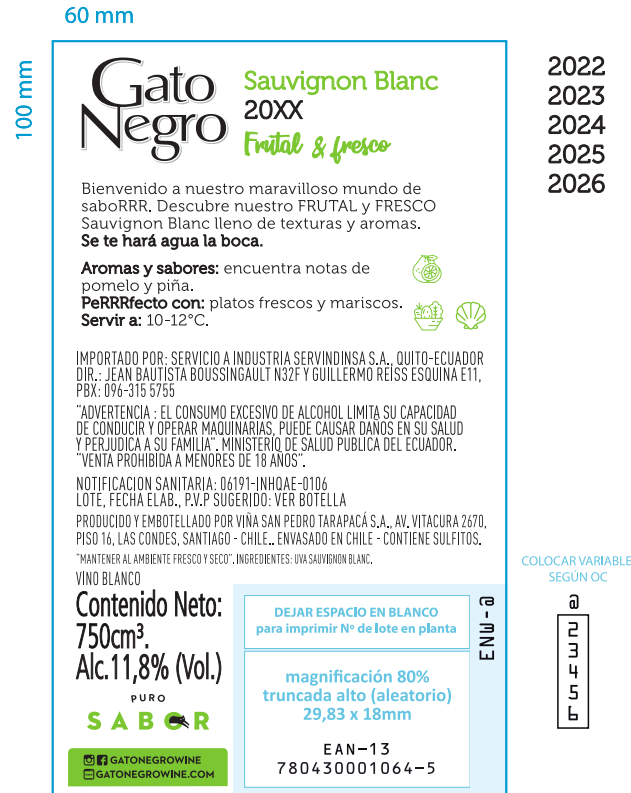 60 mm
100 mm
Gato
Negro
Sauvignon Blanc
20XX
Frutal & fresco
2022
2023
2024
2025
2026
Bienvenido a nuestro maravilloso mundo de
saboRRR. Descubre nuestro FRUTAL y FRESCO
Sauvignon Blanc lleno de texturas y aromas.
Se te hará agua la boca.
Aromas y sabores: encuentra notas de
pomelo y piña.
PeRRRfecto con: platos frescos y mariscos.
Servir a: 10-12°C.
IMPORTADO POR: SERVICIO A INDUSTRIA SERVINDINSA S.A., QUITO-ECUADOR
DIR.: JEAN BAUTISTA BOUSSINGAULT N32F Y GUILLERMO REISS ESQUINA E11,
PBX: 096-315 5755
"ADVERTENCIA : EL CONSUMO EXCESIVO DE ALCOHOL LIMITA SU CAPACIDAD
DE CONDUCIR Y OPERAR MAQUINARIAS, PUEDE CAUSAR DAÑOS EN SU SALUD
Y PERJUDICA A SU FAMILIA". MINISTERIO DE SALUD PUBLICA DEL ECUADOR.
"VENTA PROHIBIDA A MENORES DE 18 AÑOS".
NOTIFICACION SANITARIA: 06191-INHQAE-0106
LOTE, FECHA ELAB., P.V.P SUGERIDO: VER BOTELLA
PRODUCIDO Y EMBOTELLADO POR VIÑA SAN PEDRO TARAPACÁ S.A., AV. VITACURA 2670,
PISO 16, LAS CONDES, SANTIAGO - CHILE.. ENVASADO EN CHILE - CONTIENE SULFITOS.
"MANTENER AL AMBIENTE FRESCO Y SECO". INGREDIENTES: UVA SAUVIGNON BLANC.
VINO BLANCO
Contenido Neto:
750cm³.
Alc.11,8% (Vol.)
PURO
SABOR
GATONEGROWINE
GATONEGROWINE.COM
DEJAR ESPACIO EN BLANCO
para imprimir Nº de lote en planta
magnificación 80%
truncada alto (aleatorio)
29,83 x 18mm
EAN-13
780430001064-5
ENW-a
COLOCAR VARIABLE
SEGÚN OC
a
2
3
4
5
6